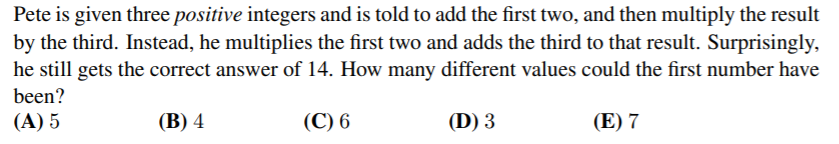 Pete is given three positive integers and is told to add the first two, and then multiply the result
by the third. Instead, he multiplies the first two and adds the third to that result. Surprisingly,
he still gets the correct answer of 14. How many different values could the first number have
been?
(A) 5 (B) 4 (C) 6 (D) 3 (E) 7